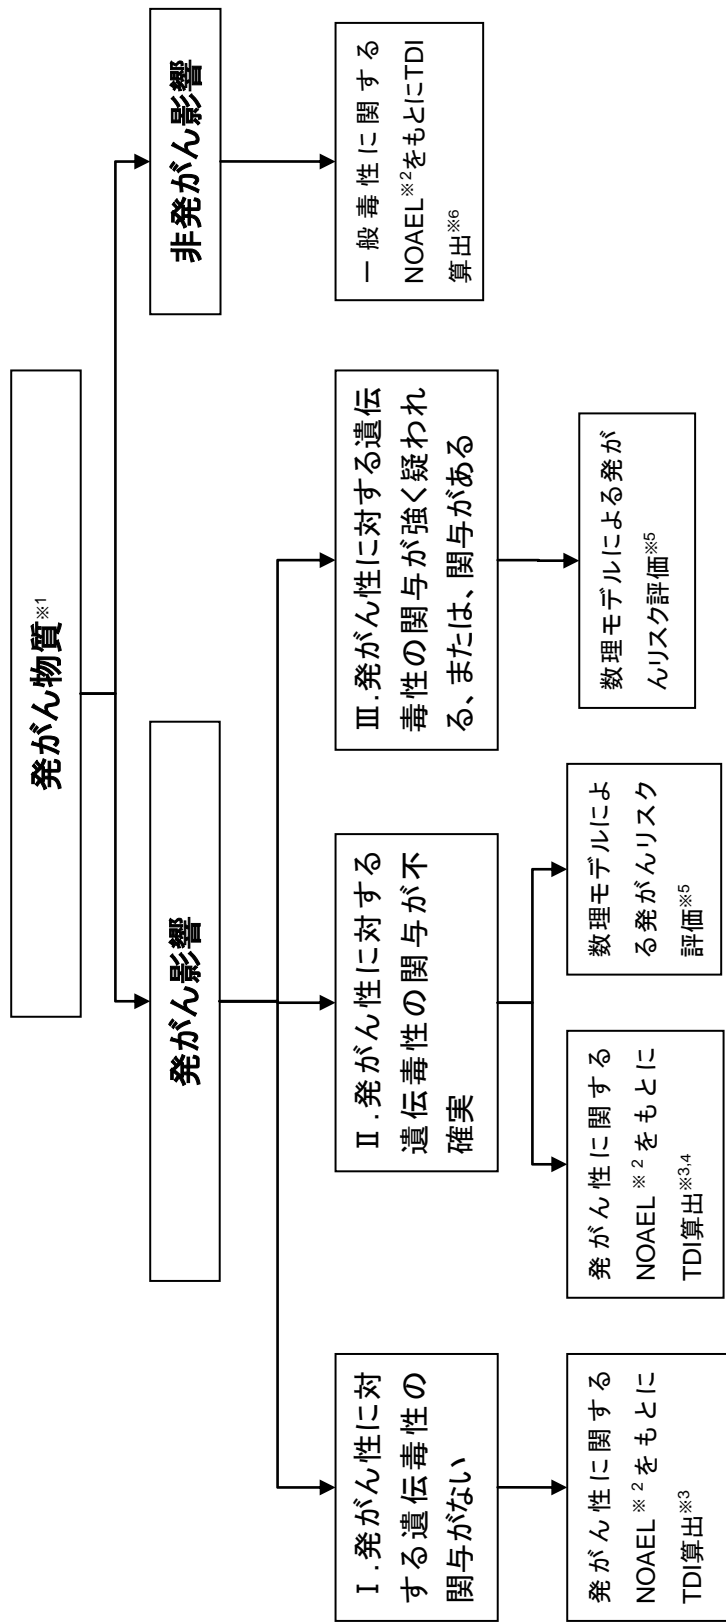 発がん物質※1
発がん影響
非発がん影響
Ⅰ.発がん性に対
する遺伝毒性の
関与がない
Ⅱ.発がん性に対する
遺伝毒性の関与が不
確実
Ⅲ.発がん性に対する遺伝
毒性の関与が強く疑われ
る、または、関与がある
一般毒性に関する
NOAEL※2をもとにTDI
算出※6
発がん性に関する
NOAEL※2をもとに
TDI算出※3
発がん性に関する
NOAEL※2をもとに
TDI算出※3,4
数理モデルによ
る発がんリスク
評価※5
数理モデルによる発が
んリスク評価※5